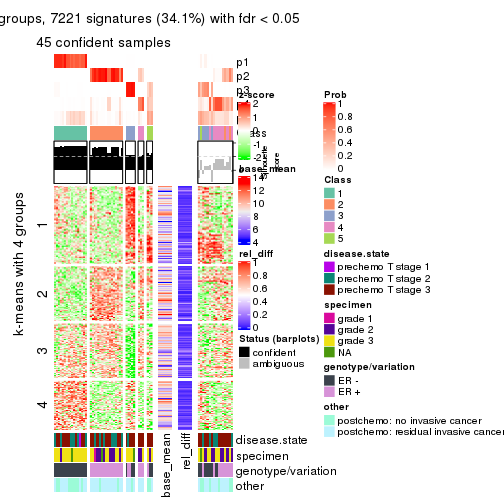 groups, 7221 signatures (34.1%) with fdr < 0.05
45 confident samples
p1
p2
p3
z-score
2
1
0
-1
-2
base_mean
14
12
10
8
6
4
rel_diff
1
0.8
0.6
0.4
0.2
0
Status (barplots)
confident
ambiguous
Prob
1
0.8
0.6
0.4
0.2
0
Class
1
2
3
4
5
disease.state
prechemo T stage 1
prechemo T stage 2
prechemo T stage 3
specimen
grade 1
grade 2
grade 3
NA
genotype/variation
ER -
ER +
other
postchemo: no invasive cancer
postchemo: residual invasive cancer
k-means with 4 groups
1
2
3
4
base_mean
rel_diff
disease.state
specimen
genotype/variation
other